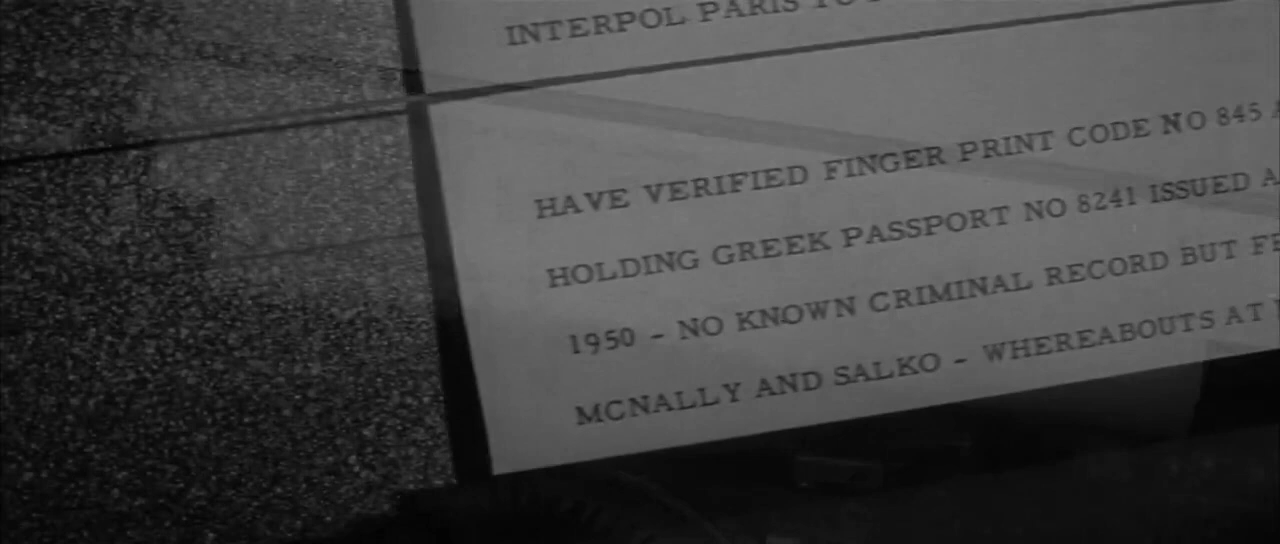 INTERPOL PARIS TO
HAVE VERIFIED FINGER PRINT CODE NO 845
HOLDING GREEK PASSPORT NO 8241 ISSUED
1950 - NO KNOWN CRIMINAL RECORD BUT
MCNALLY AND SALKO - WHEREABOUTS AT